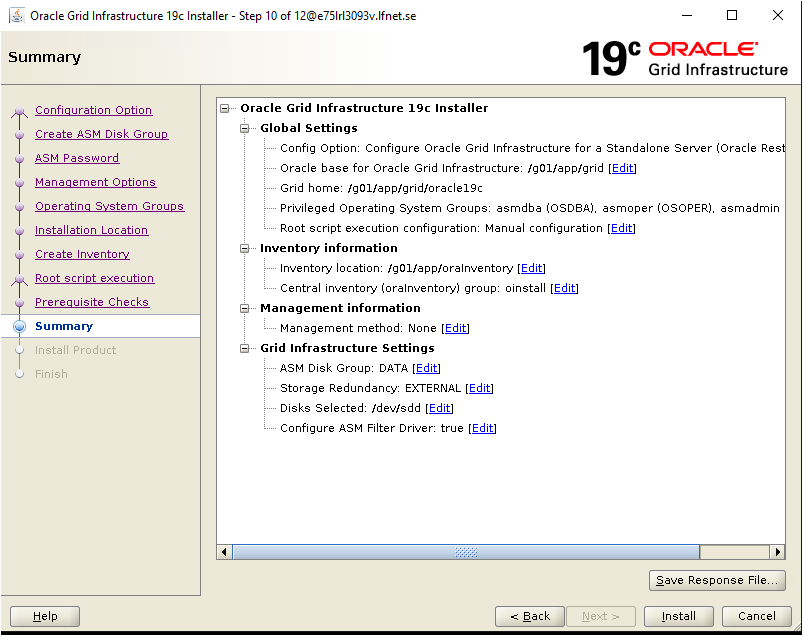 Oracle Grid Infrastructure 19c Installer - Step 10 of 12@e75lrl3093v.lfnet.se
Summary
19c ORACLE
Grid Infrastructure
Configuration Option
Create ASM Disk Group
ASM Password
Management Options
Operating System Groups
Installation Location
Create Inventory
Root script execution
Prerequisite Checks
Summary
Install Product
Finish
Oracle Grid Infrastructure 19c Installer
Global Settings
Config Option: Configure Oracle Grid Infrastructure for a Standalone Server (Oracle Rest
Oracle base for Oracle Grid Infrastructure: /g01/app/grid [Edit]
Grid home: /g01/app/grid/oracle19c
Privileged Operating System Groups: asmdba (OSDBA), asmoper (OSOPER), asmadmin
Root script execution configuration: Manual configuration [Edit]
Inventory information
Inventory location: /g01/app/oraInventory [Edit]
Central inventory (oraInventory) group: oinstall [Edit]
Management information
Management method: None [Edit]
Grid Infrastructure Settings
ASM Disk Group: DATA [Edit]
Storage Redundancy: EXTERNAL [Edit]
Disks Selected: /dev/sdd [Edit]
Configure ASM Filter Driver: true [Edit]
Save Response File...
Help
< Back
Next >
Install
Cancel